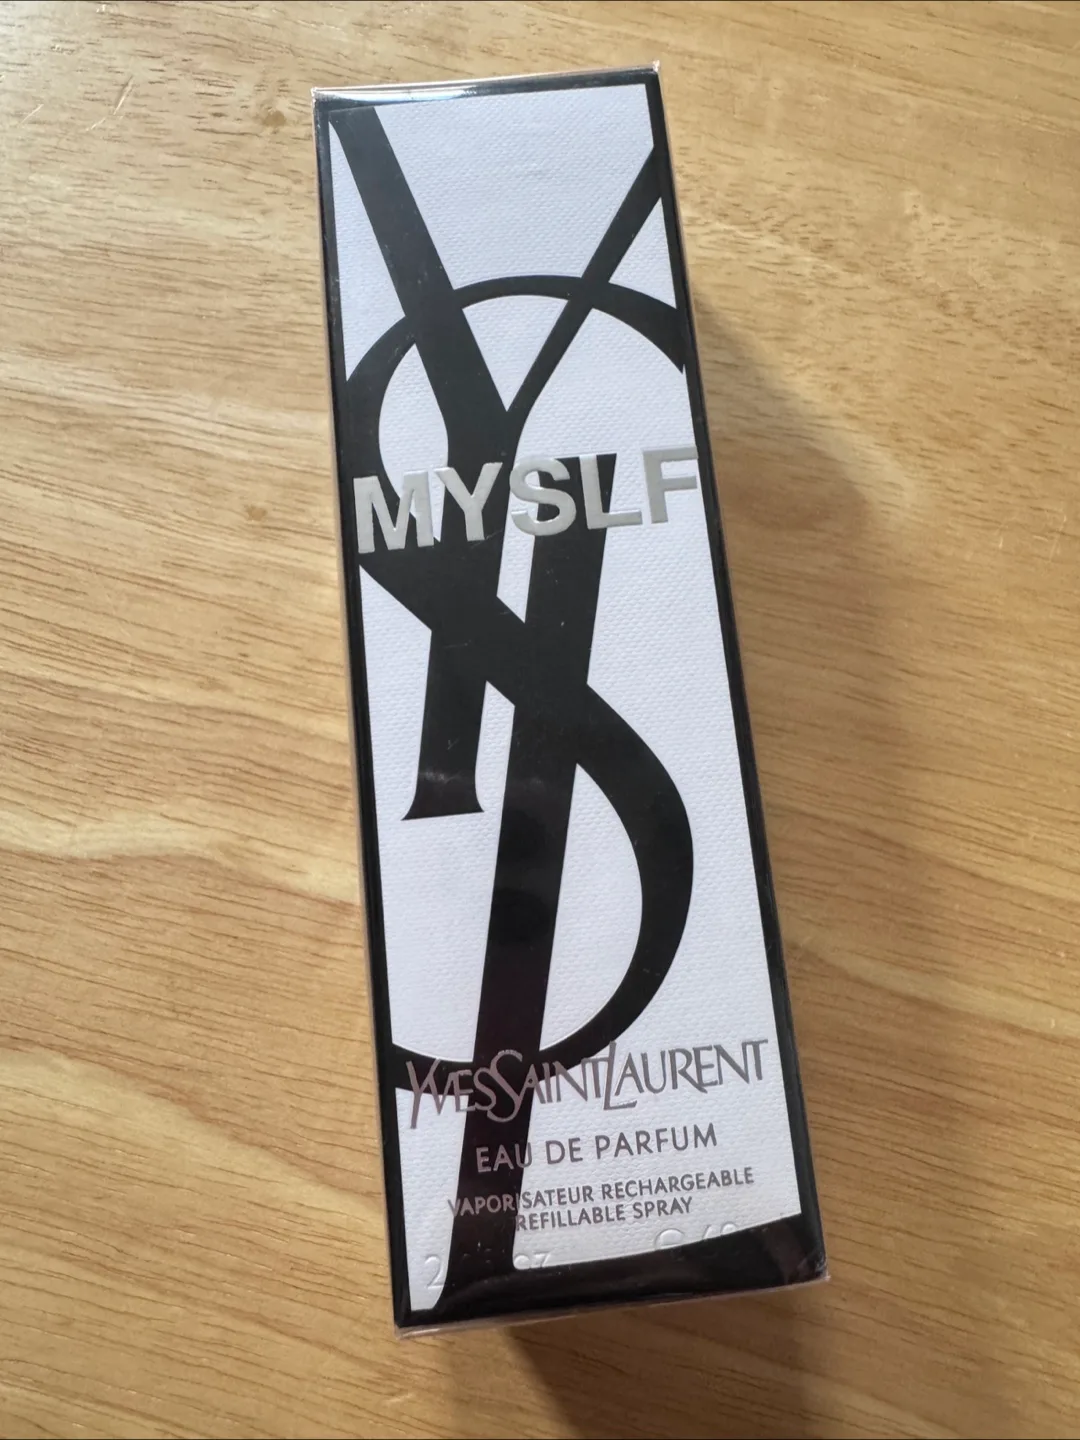 MYSLF
YVESSAINTLAURENT
EAU DE PARFUM
VAPORISATEUR RECHARGEABLE
REFILLABLE SPRAY